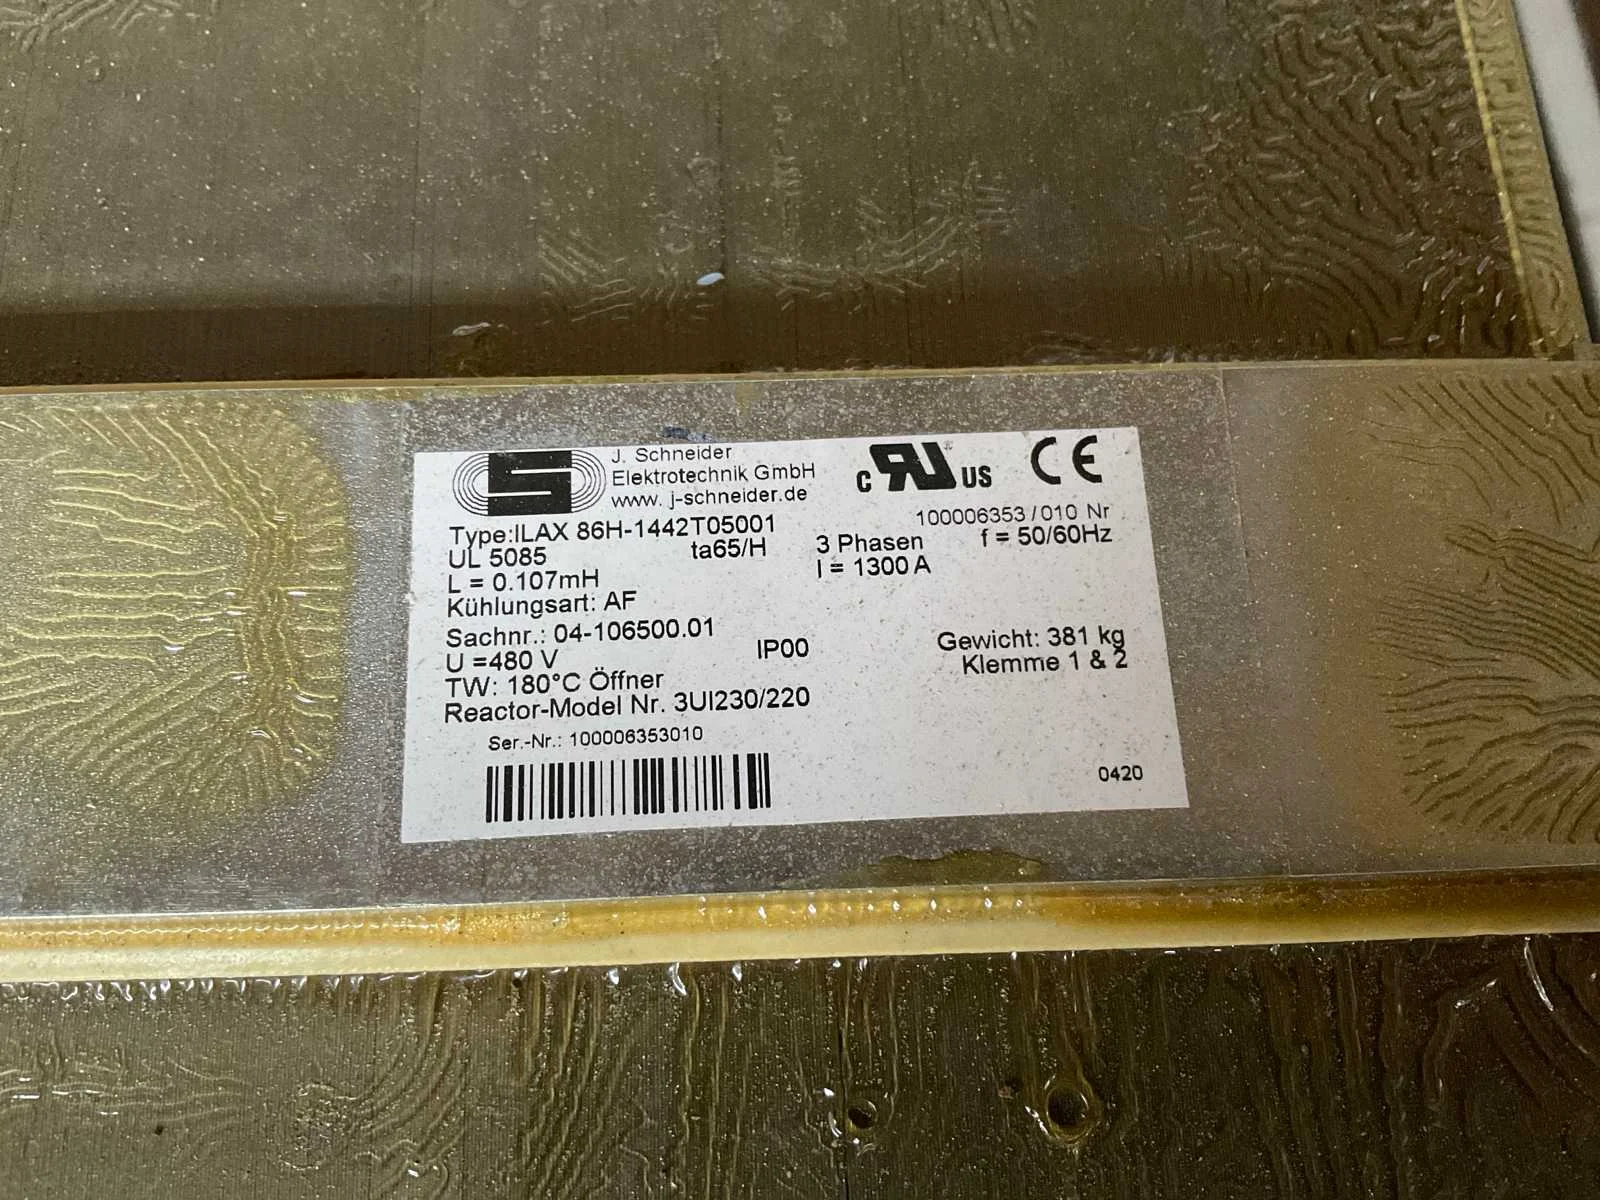 J. Schneider
Elektrotechnik GmbH
www. j-schneider.de
c RU® US CE
100006353/010 Nr
Type:ILAX 86H-1442T05001
UL 5085 ta65/H 3 Phasen f = 50/60Hz
L = 0.107mH I = 1300 A
Kühlungsart: AF
Sachnr.: 04-106500.01
U =480 V IP00 Gewicht: 381 kg
TW: 180°C Öffner Klemme 1 & 2
Reactor-Model Nr. 3UI230/220
Ser.-Nr.: 100006353010
0420